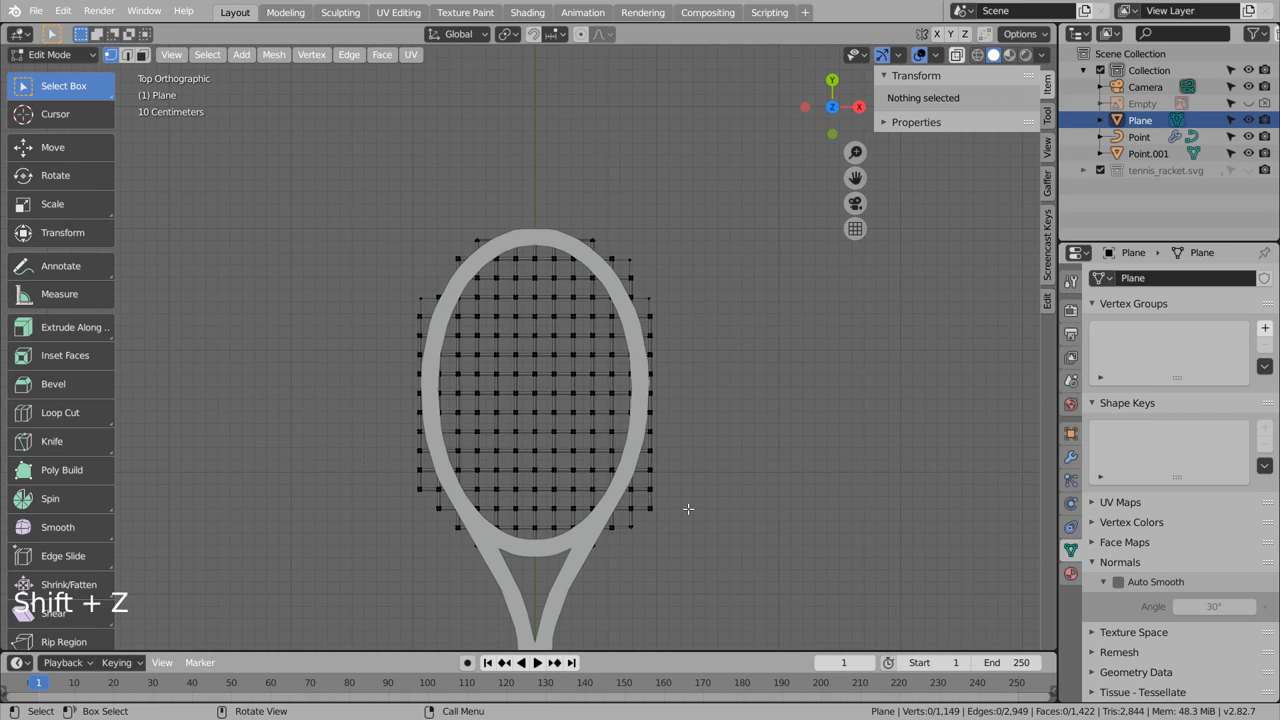 File Edit Render Window Help Layout Modeling Sculpting UV Editing Texture Paint Shading Animation Rendering Compositing Scripting + Scene View Layer
Global X Y Z Options
Edit Mode View Select Add Mesh Vertex Edge Face UV
Select Box
Cursor
Move
Rotate
Scale
Transform
Annotate
Measure
Extrude Along ..
Inset Faces
Bevel
Loop Cut
Knife
Poly Build
Spin
Smooth
Edge Slide
Shrink/Fatten
Shear
Rip Region
Top Orthographic
(1) Plane
10 Centimeters
Shift + Z
Y
Z X
Transform
Nothing selected
Properties
Item
Tool
View
Gaffer
Screencast Keys
Edit
Scene Collection
Collection
Camera
Empty
Plane
Point
Point.001
tennis_racket.svg
Plane Plane
Plane
Vertex Groups
Shape Keys
UV Maps
Vertex Colors
Face Maps
Normals
Auto Smooth
Angle 30°
Texture Space
Remesh
Geometry Data
Tissue - Tessellate
Playback Keying View Marker 1 Start 1 End 250
1 10 20 30 40 50 60 70 80 90 100 110 120 130 140 150 160 170 180 190 200 210 220 230 240 250
Select Box Select Rotate View Call Menu Plane | Verts:0/1,149 | Edges:0/2,949 | Faces:0/1,422 | Tris:2,844 | Mem: 48.3 MiB | v2.82.7